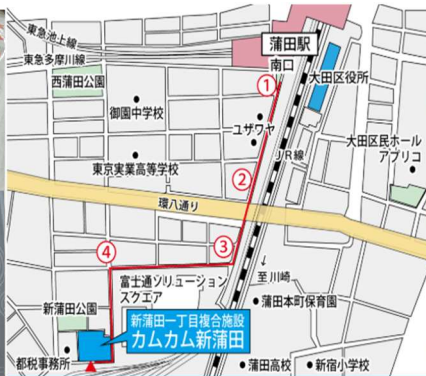 東急池上線
東急多摩川線
蒲田駅
南口
①
大田区役所
西蒲田公園
御園中学校
ユザワヤ
大田区民ホール
アプリコ
JR線
東京実業高等学校
②
環八通り
③
④
↓
至川崎
富士通ソリューション
スクエア
蒲田本町保育園
新蒲田公園
新蒲田一丁目複合施設
カムカム新蒲田
都税事務所
蒲田高校
新宿小学校